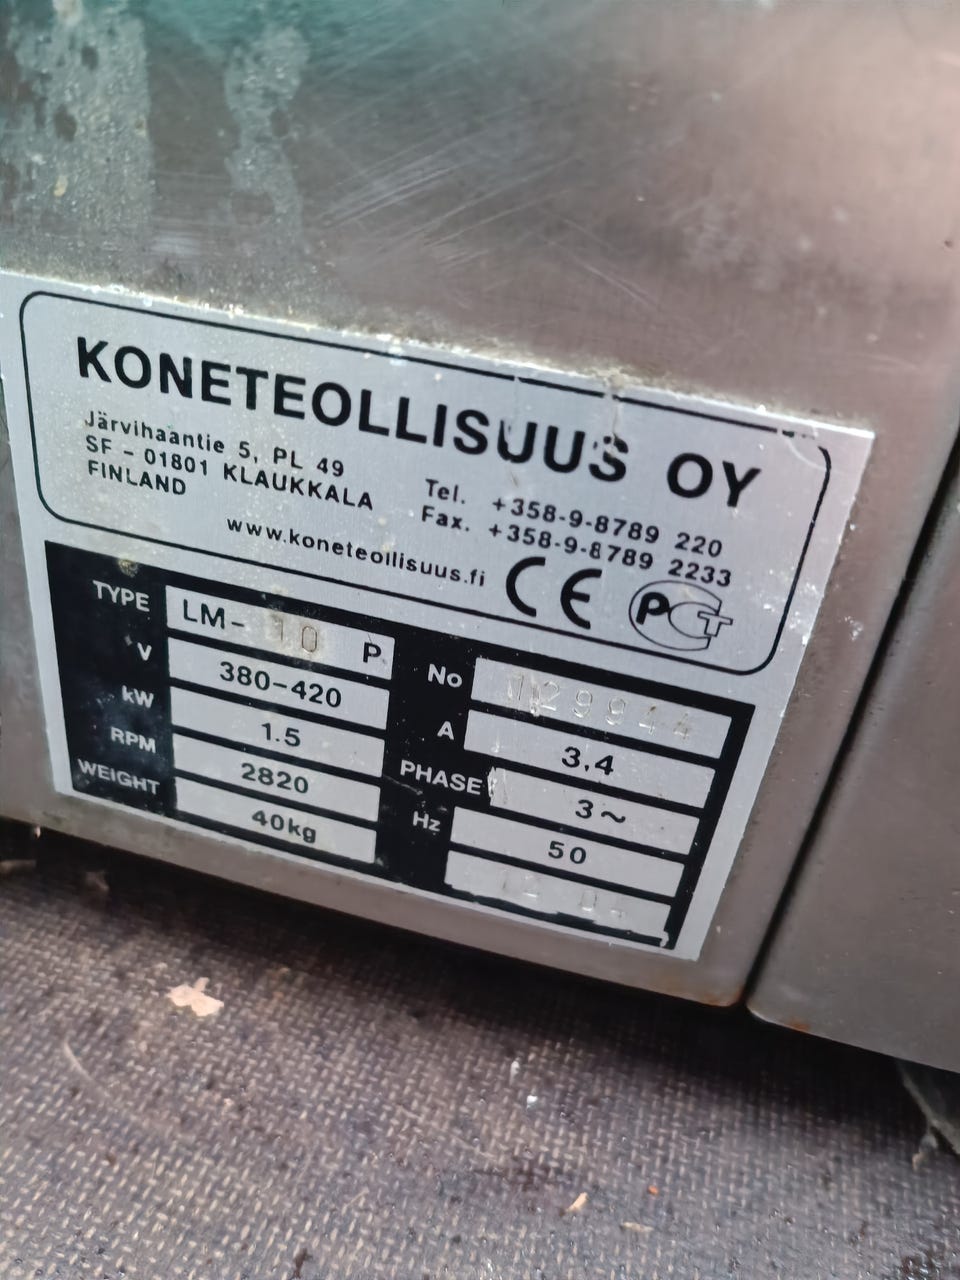 KONETEOLLISUUS OY
Järvihaantie 5, PL 49
SF - 01801 KLAUKKALA
FINLAND
Tel. +358-9-8789 220
Fax. +358-9-8789 2233
www.koneteollisuus.fi
CE PCT
TYPE LM-10 P
V 380-420
kW 1.5
RPM 2820
WEIGHT 40kg
No
A 3,4
PHASE 3~
Hz 50